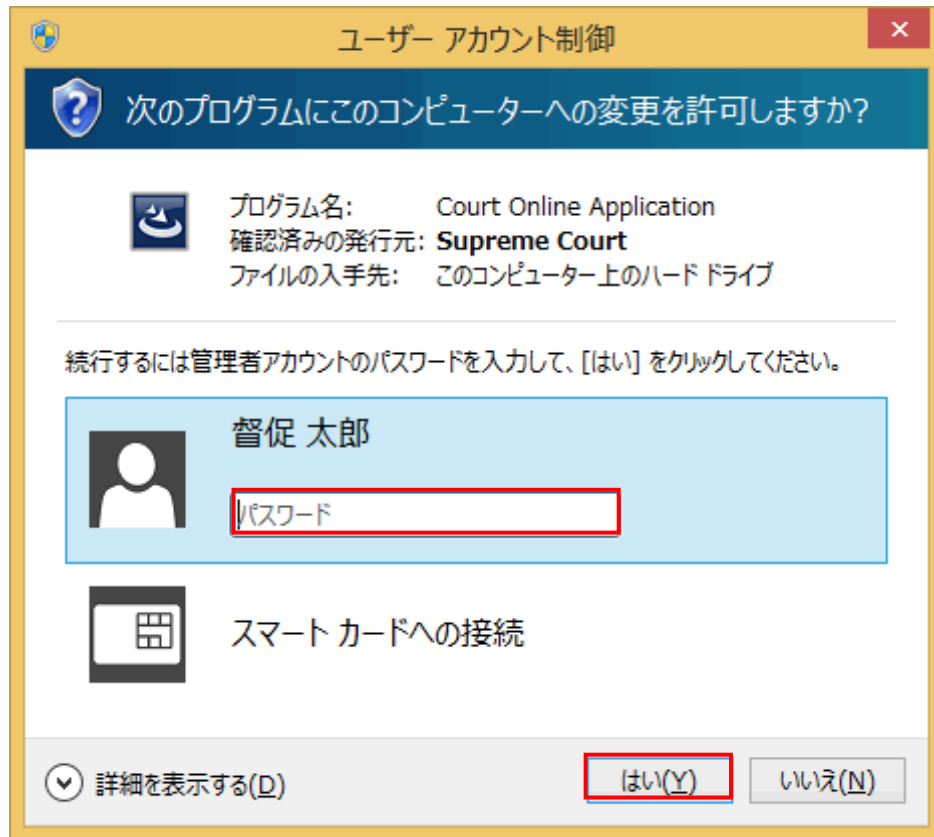 ユーザー アカウント制御
次のプログラムにこのコンピューターへの変更を許可しますか?
プログラム名: Court Online Application
確認済みの発行元: Supreme Court
ファイルの入手先: このコンピューター上のハード ドライブ
続行するには管理者アカウントのパスワードを入力して、[はい] をクリックしてください。
督促 太郎
パスワード
スマート カードへの接続
詳細を表示する(D) はい(Y) いいえ(N)